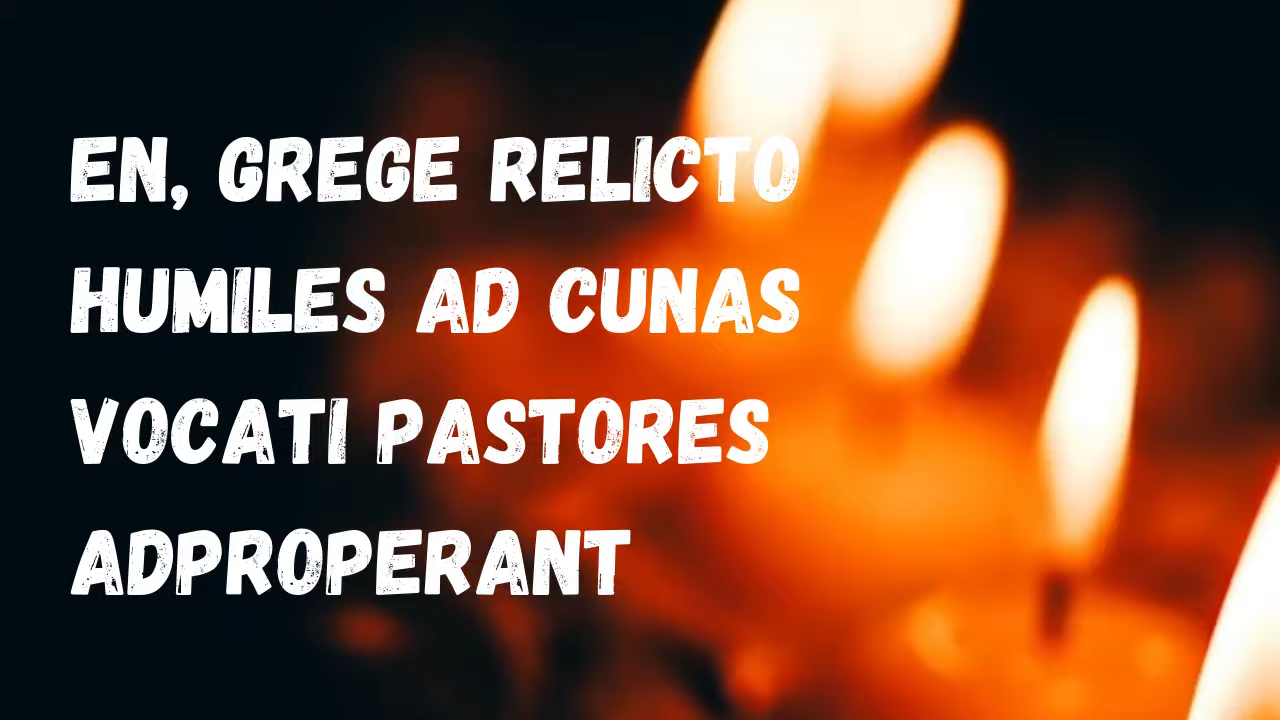 EN, GREGE RELICTO
HUMILES AD CUNAS
VOCATI PASTORES
ADPROPERANT